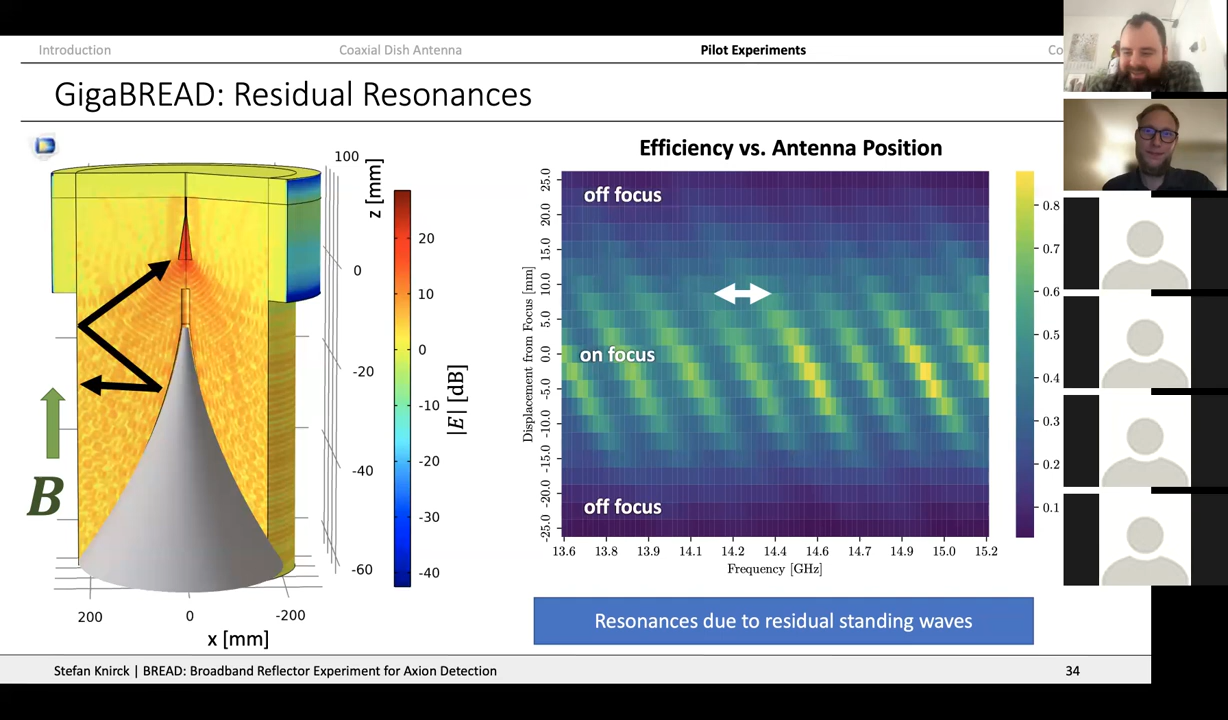 Introduction
Coaxial Dish Antenna
Pilot Experiments
Co
GigaBREAD: Residual Resonances
100
z [mm]
0
-20
-40
-60
200
0
-200
x [mm]
20
10
0
-10
-20
-30
-40
|E| [dB]
B
Efficiency vs. Antenna Position
Displacement from Focus [mm]
25.0
20.0
15.0
10.0
5.0
0.0
-5.0
-10.0
-15.0
-20.0
-25.0
off focus
on focus
off focus
13.6 13.8 13.9 14.1 14.2 14.4 14.6 14.7 14.9 15.0 15.2
Frequency [GHz]
0.8
0.7
0.6
0.5
0.4
0.3
0.2
0.1
Resonances due to residual standing waves
Stefan Knirck | BREAD: Broadband Reflector Experiment for Axion Detection
34